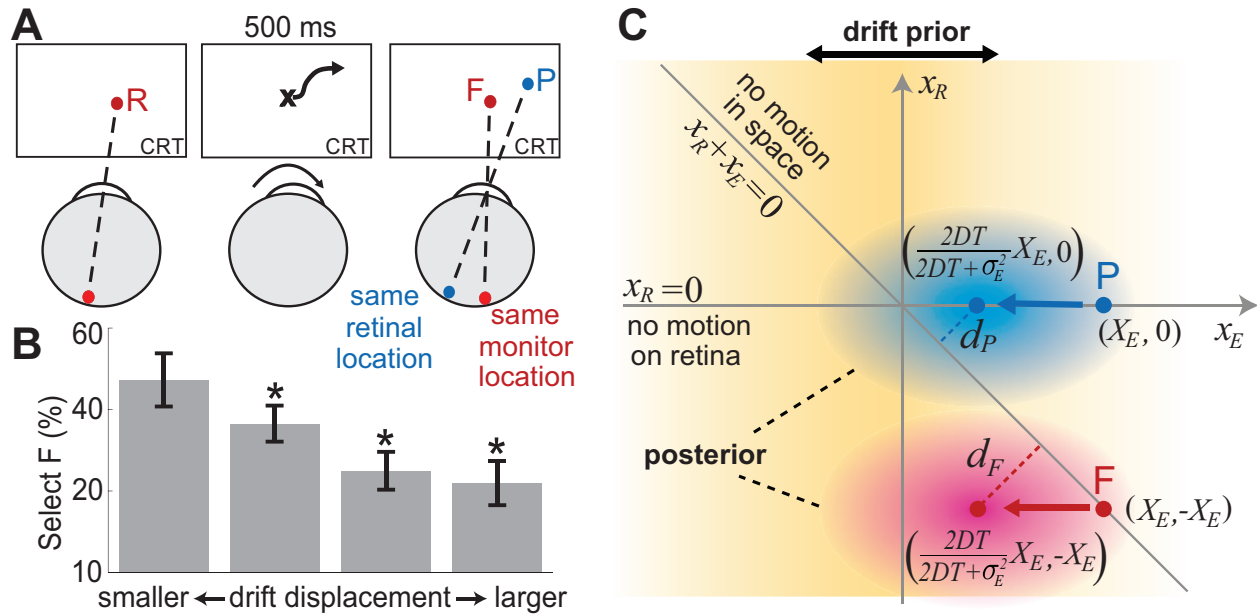 A
500 ms
R
CRT
x
CRT
F
P
CRT
same
retinal
location
same
monitor
location
B
Select F (%)
60
40
20
10
*
*
*
smaller ← drift displacement → larger
C
drift prior
x_R
no motion
in space
x_R+x_E=0
(2DT/(2DT+σ_E^2) X_E, 0)
P
x_R=0
no motion
on retina
d_P
(X_E, 0)
x_E
posterior
d_F
F
(X_E,-X_E)
(2DT/(2DT+σ_E^2) X_E,-X_E)